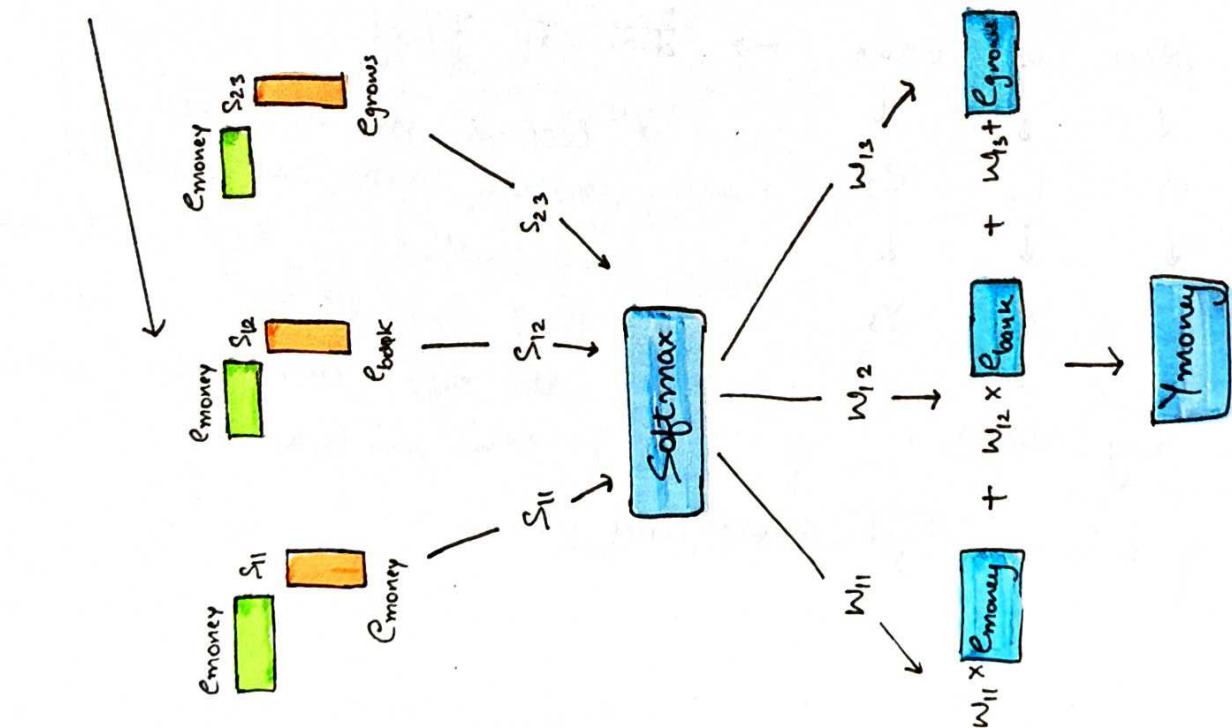 emoney S11 emoney S12 emoney S23
emoney ebank egrows
S11 S12 S23
Softmax
W11 W12 W13
W11 x emoney + W12 x ebank + W13+ egrows
Ymoney